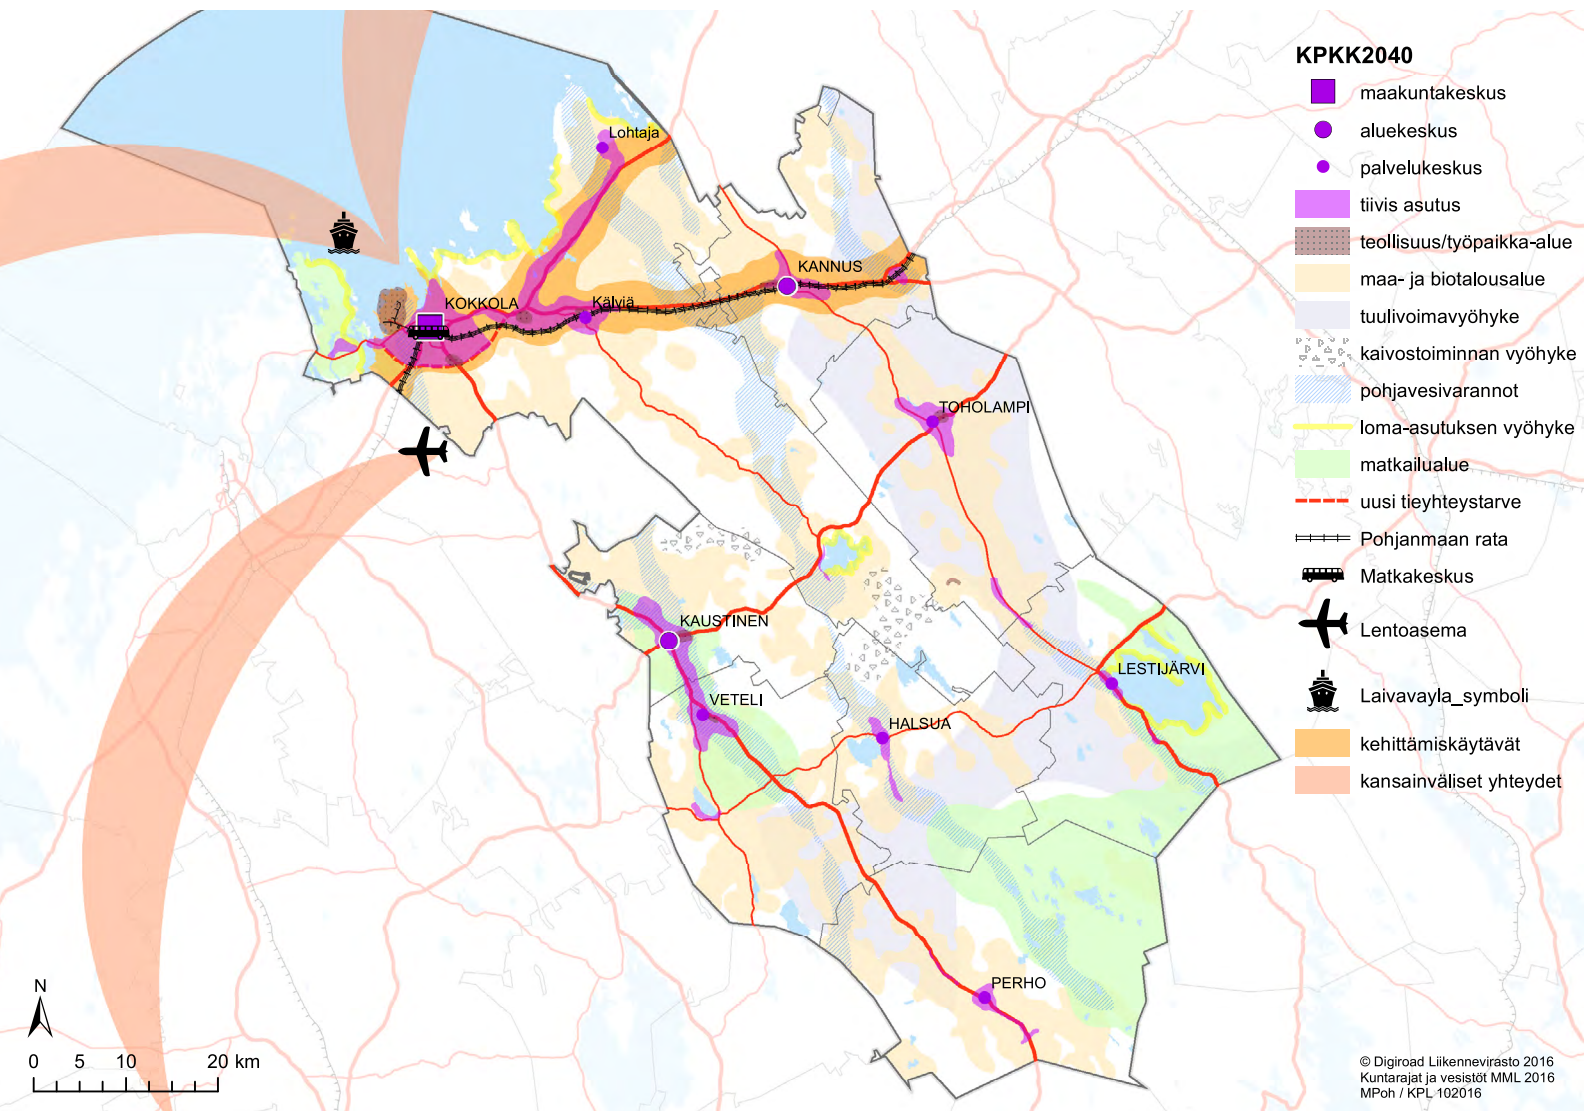 KPKK2040
maakuntakeskus
aluekeskus
palvelukeskus
tiivis asutus
teollisuus/työpaikka-alue
maa- ja biotalousalue
tuulivoimavyöhyke
kaivostoiminnan vyöhyke
pohjavesivarannot
loma-asutuksen vyöhyke
matkailualue
uusi tieyhteystarve
Pohjanmaan rata
Matkakeskus
Lentoasema
Laivavayla_symboli
kehittämiskäytävät
kansainväliset yhteydet
Lohtaja
KANNUS
KOKKOLA
Kälviä
TOHOLAMPI
KAUSTINEN
LESTIJÄRVI
VETELI
HALSUA
PERHO
N
0 5 10 20 km
© Digiroad Liikennevirasto 2016
Kuntarajat ja vesistöt MML 2016
MPoh / KPL 102016